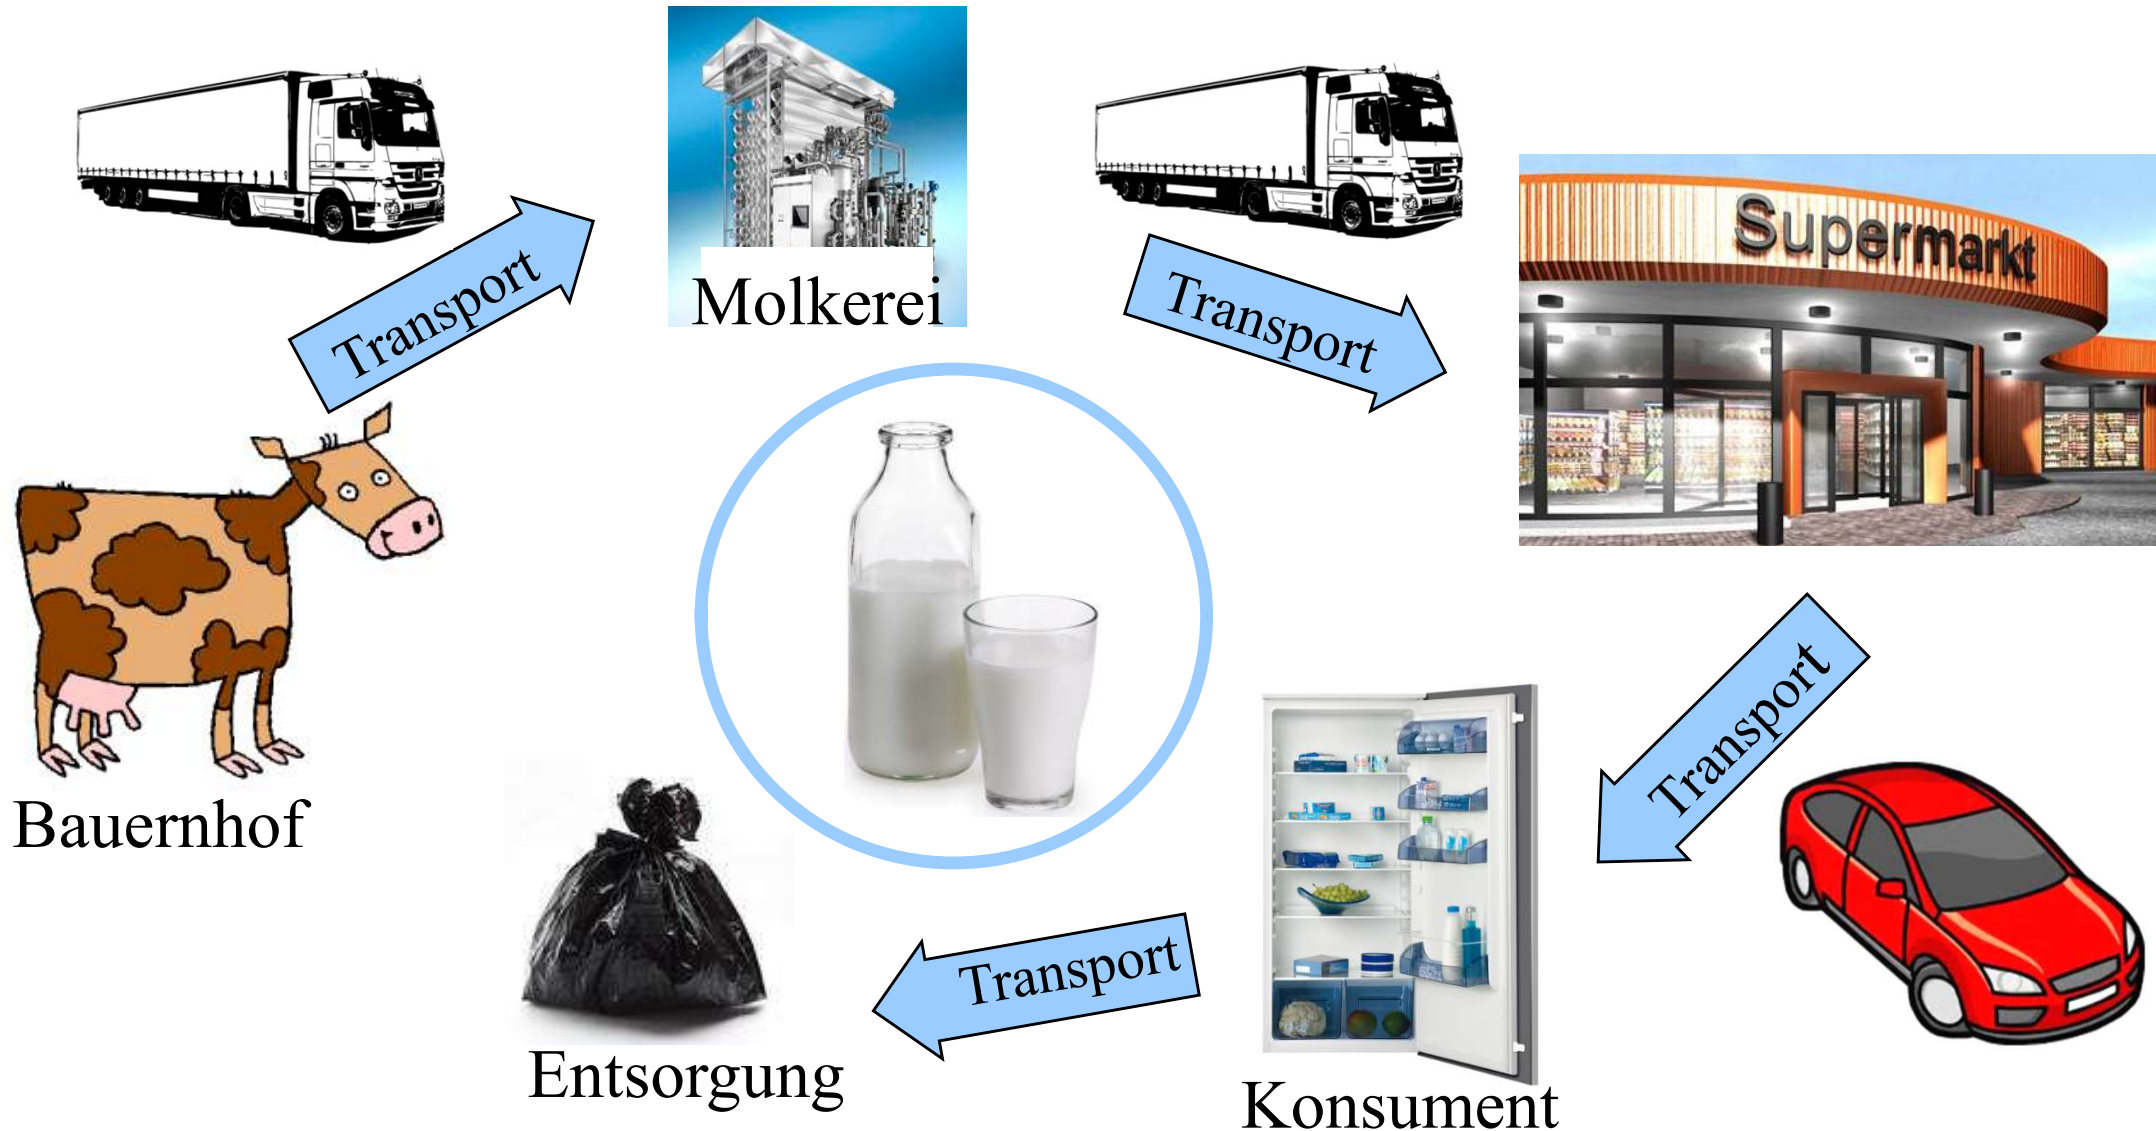 Molkerei
Transport
Transport
Supermarkt
Bauernhof
Transport
Transport
Entsorgung
Konsument